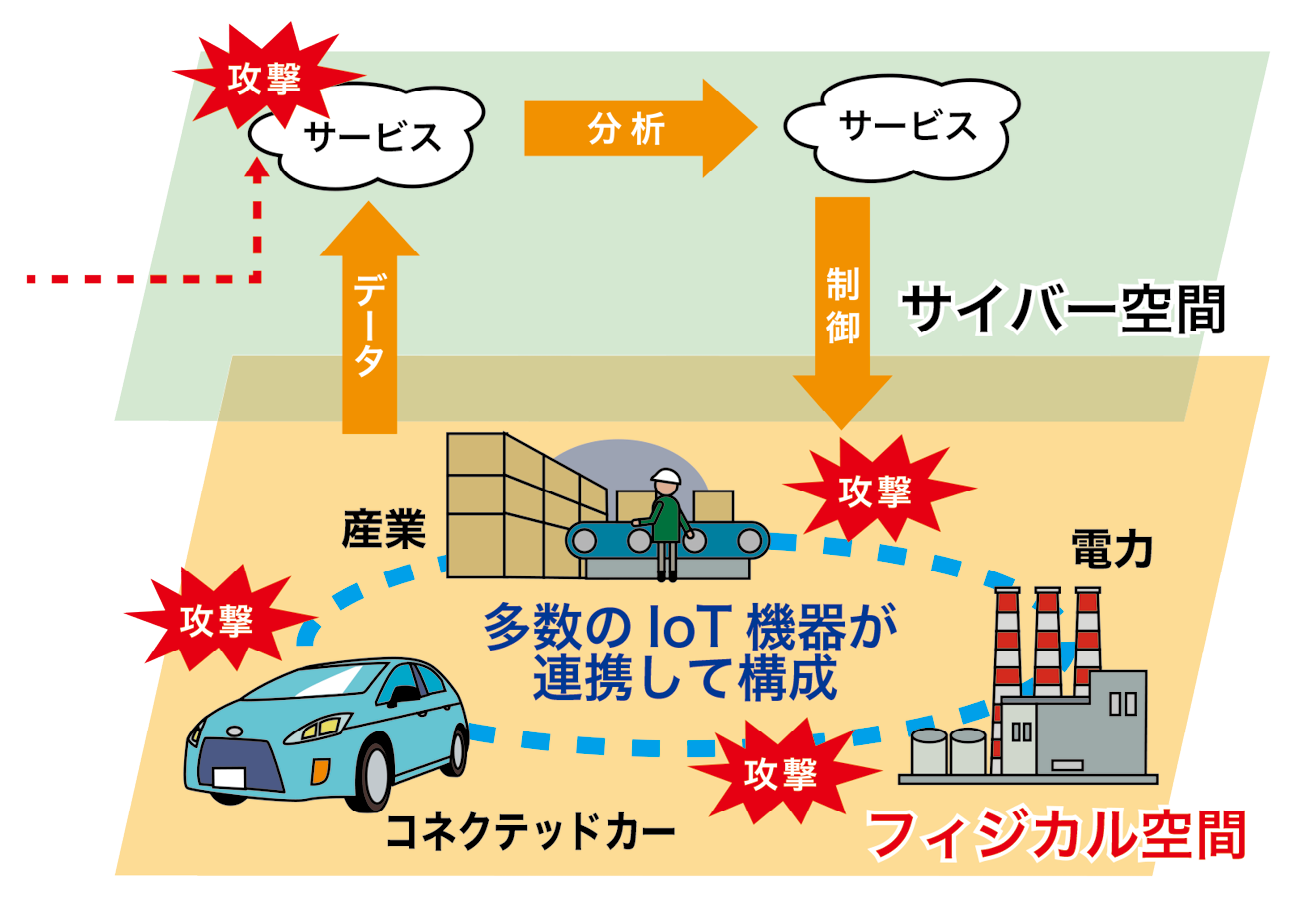 攻撃
サービス
分析
サービス
データ
制御
サイバー空間
攻撃
産業
電力
攻撃
多数のIoT機器が
連携して構成
攻撃
コネクテッドカー
フィジカル空間